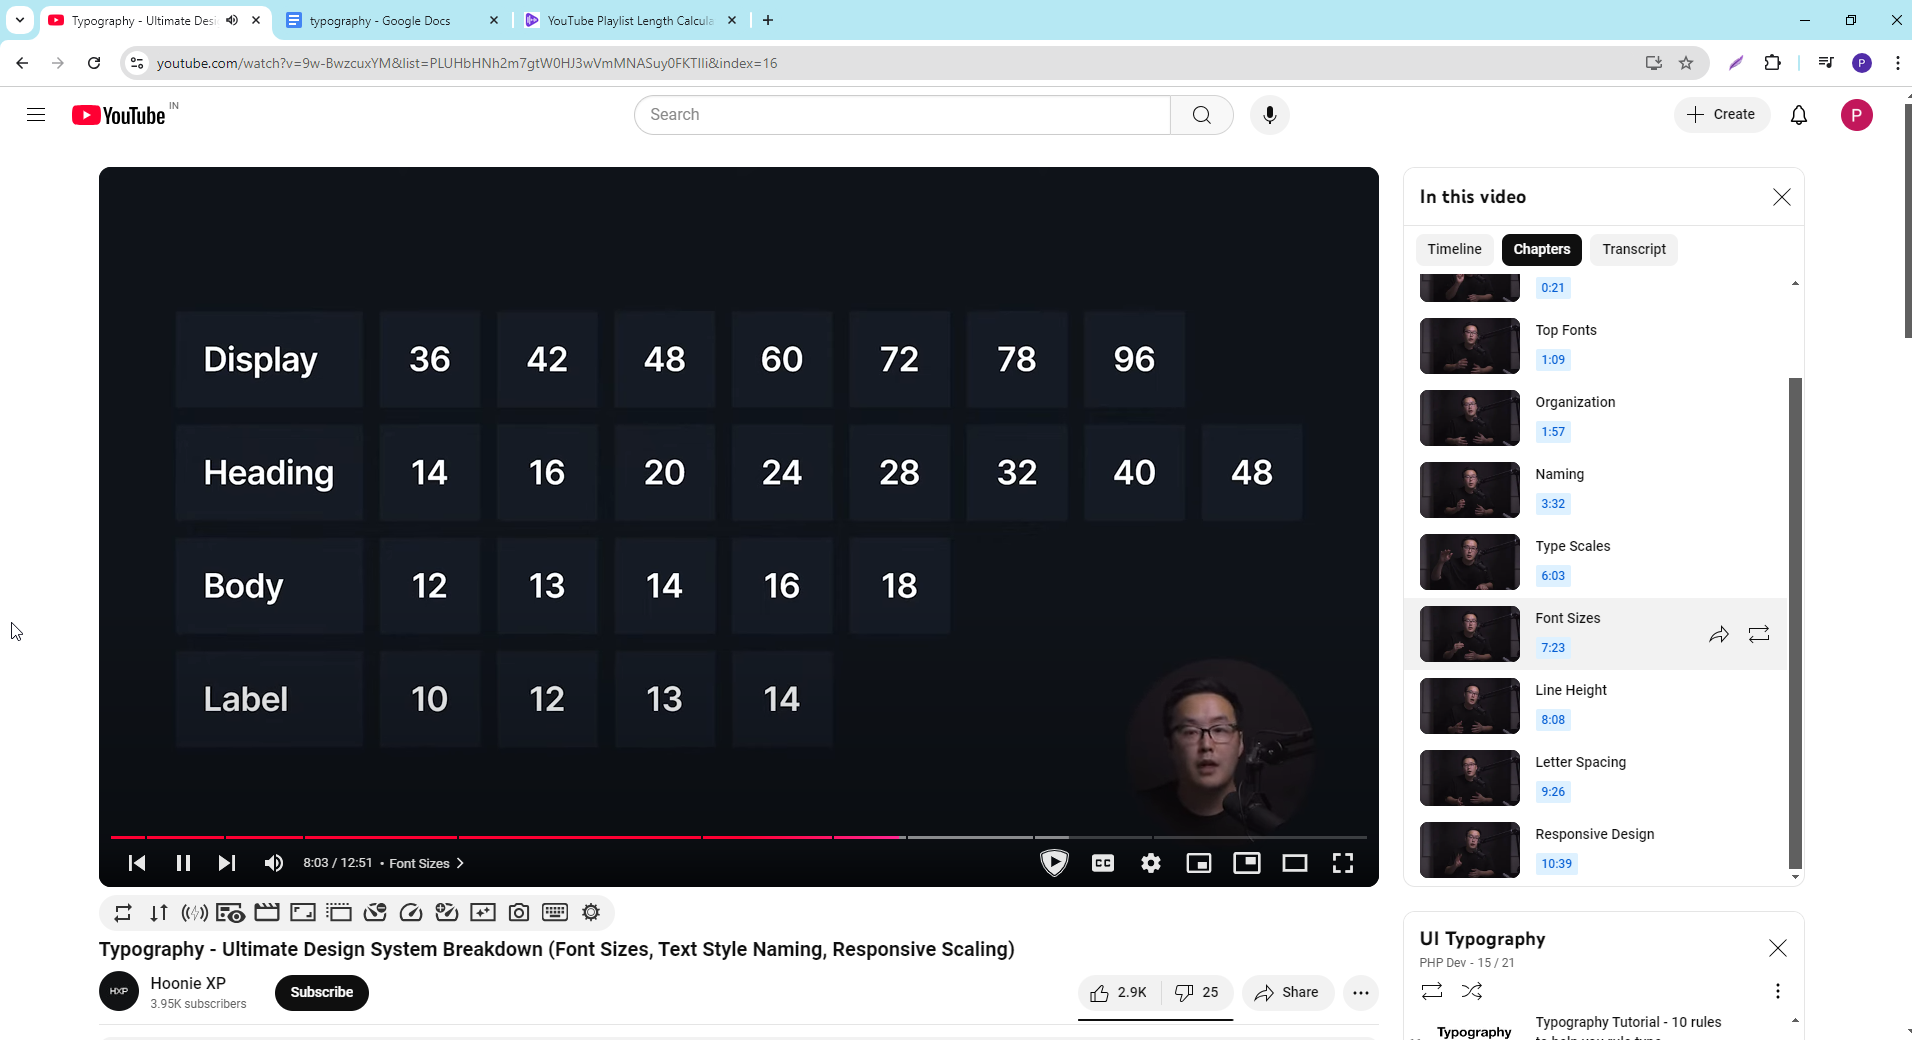 Typography - Ultimate Desi
typography - Google Docs
YouTube Playlist Length Calcula
youtube.com/watch?v=9w-BwzcuxYM&list=PLUHbHNh2m7gtW0HJ3wVmMNASuy0FKTIli&index=16
P
YouTube IN
Search
Create
P
Display 36 42 48 60 72 78 96
Heading 14 16 20 24 28 32 40 48
Body 12 13 14 16 18
Label 10 12 13 14
8:03 / 12:51 • Font Sizes
CC
In this video
Timeline Chapters Transcript
0:21
Top Fonts
1:09
Organization
1:57
Naming
3:32
Type Scales
6:03
Font Sizes
7:23
Line Height
8:08
Letter Spacing
9:26
Responsive Design
10:39
Typography - Ultimate Design System Breakdown (Font Sizes, Text Style Naming, Responsive Scaling)
HXP
Hoonie XP
3.95K subscribers
Subscribe
2.9K
25
Share
UI Typography
PHP Dev - 15 / 21
Typography
Typography Tutorial - 10 rules